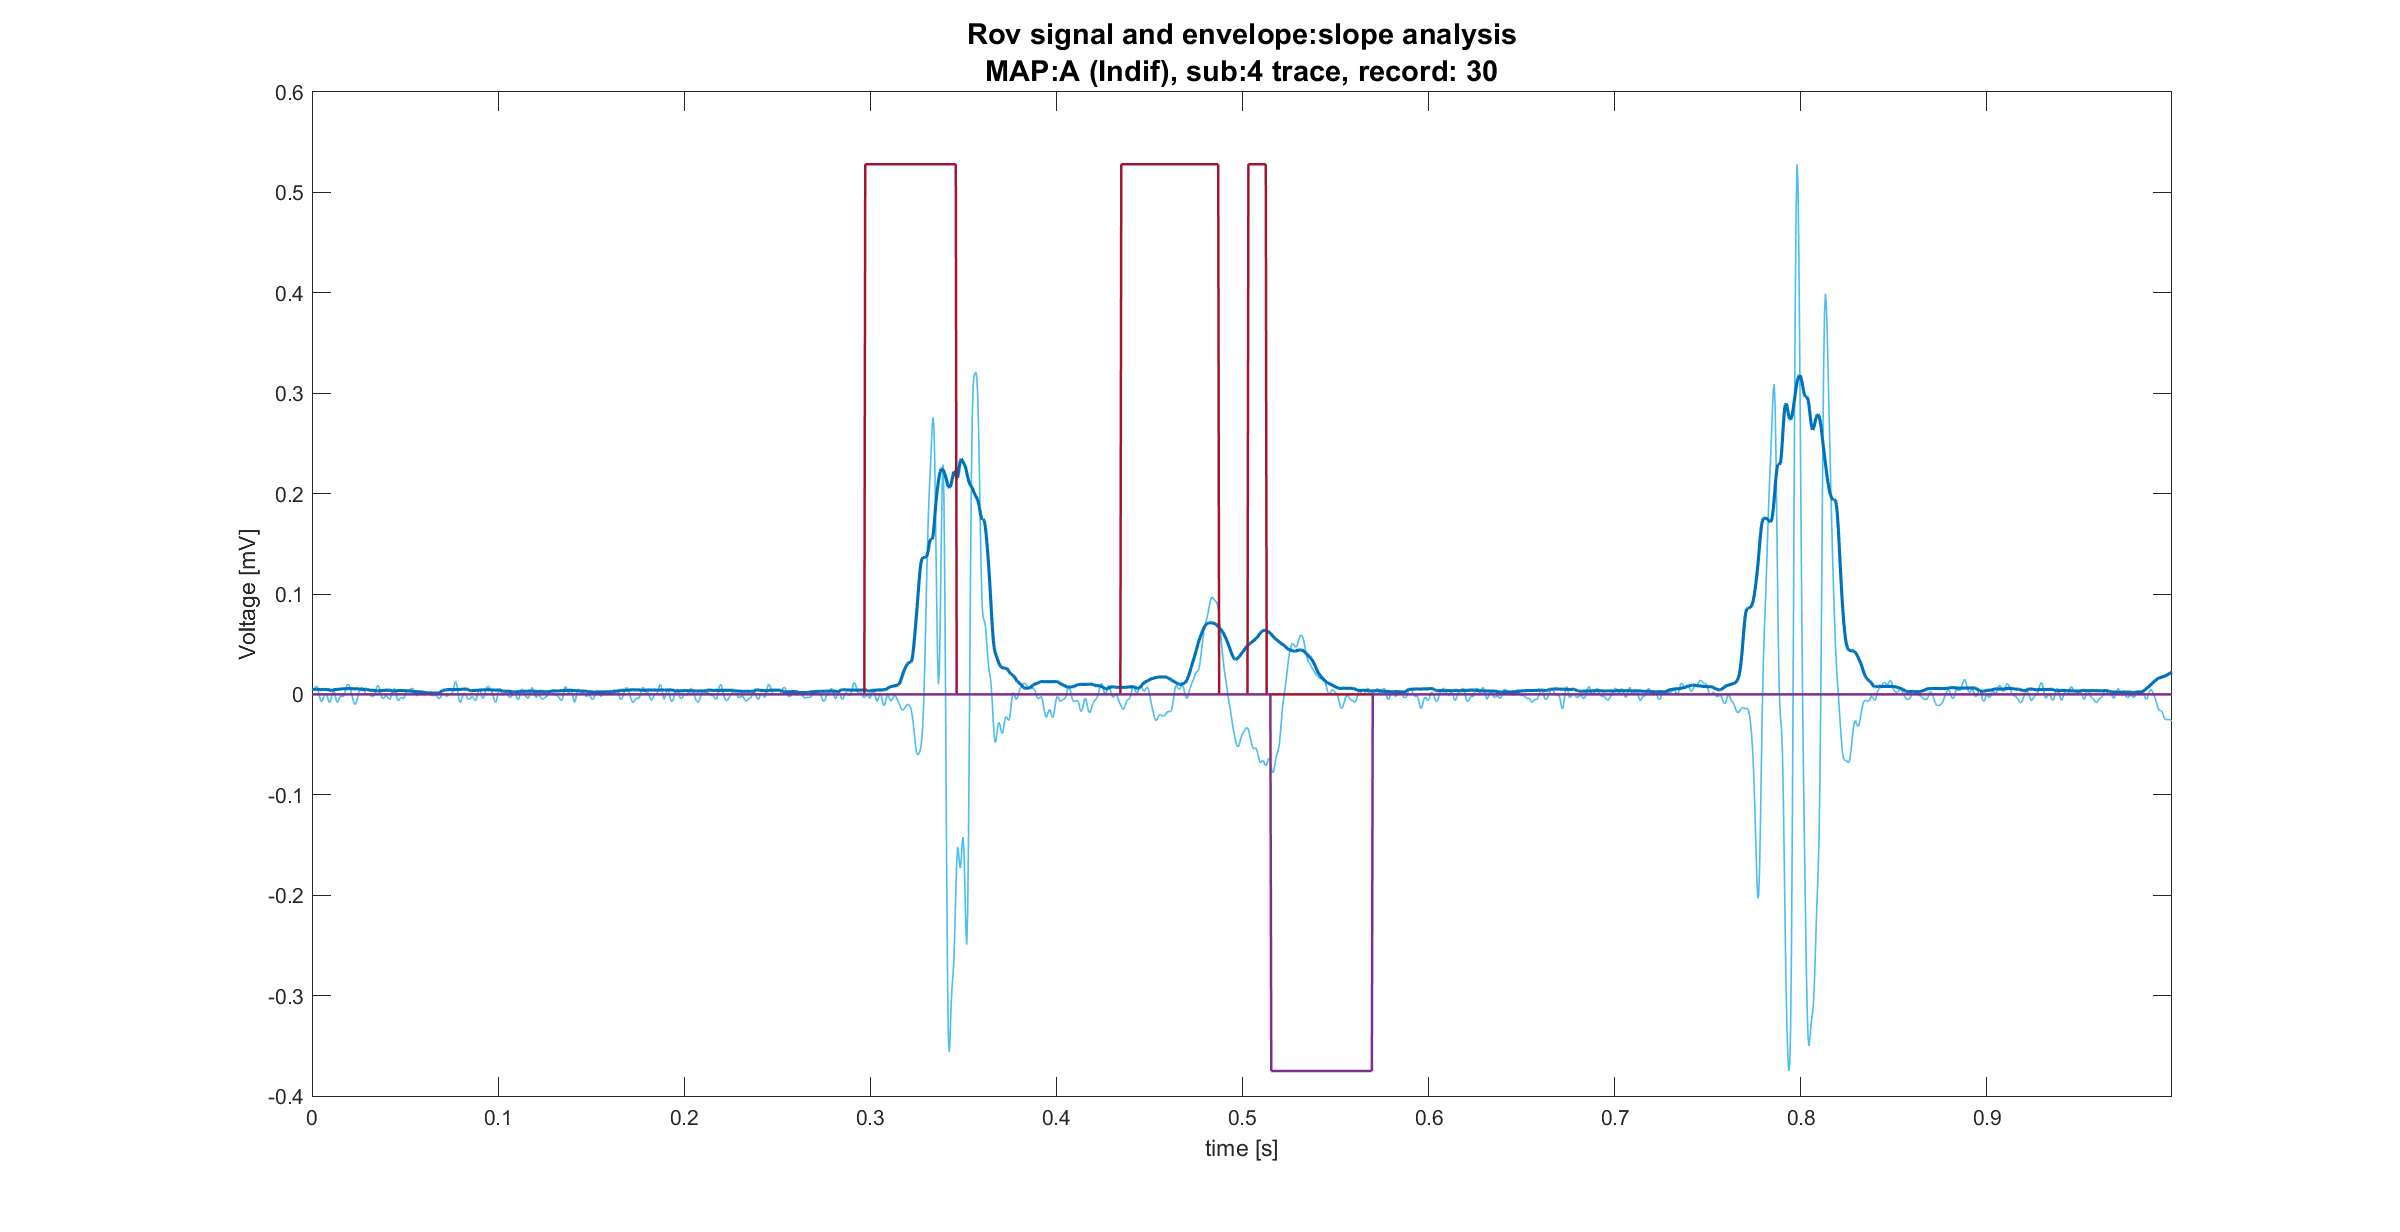 Rov signal and envelope:slope analysis
MAP:A (Indif), sub:4 trace, record: 30
0.6
0.5
0.4
0.3
0.2
0.1
0
-0.1
-0.2
-0.3
-0.4
Voltage [mV]
0 0.1 0.2 0.3 0.4 0.5 0.6 0.7 0.8 0.9
time [s]